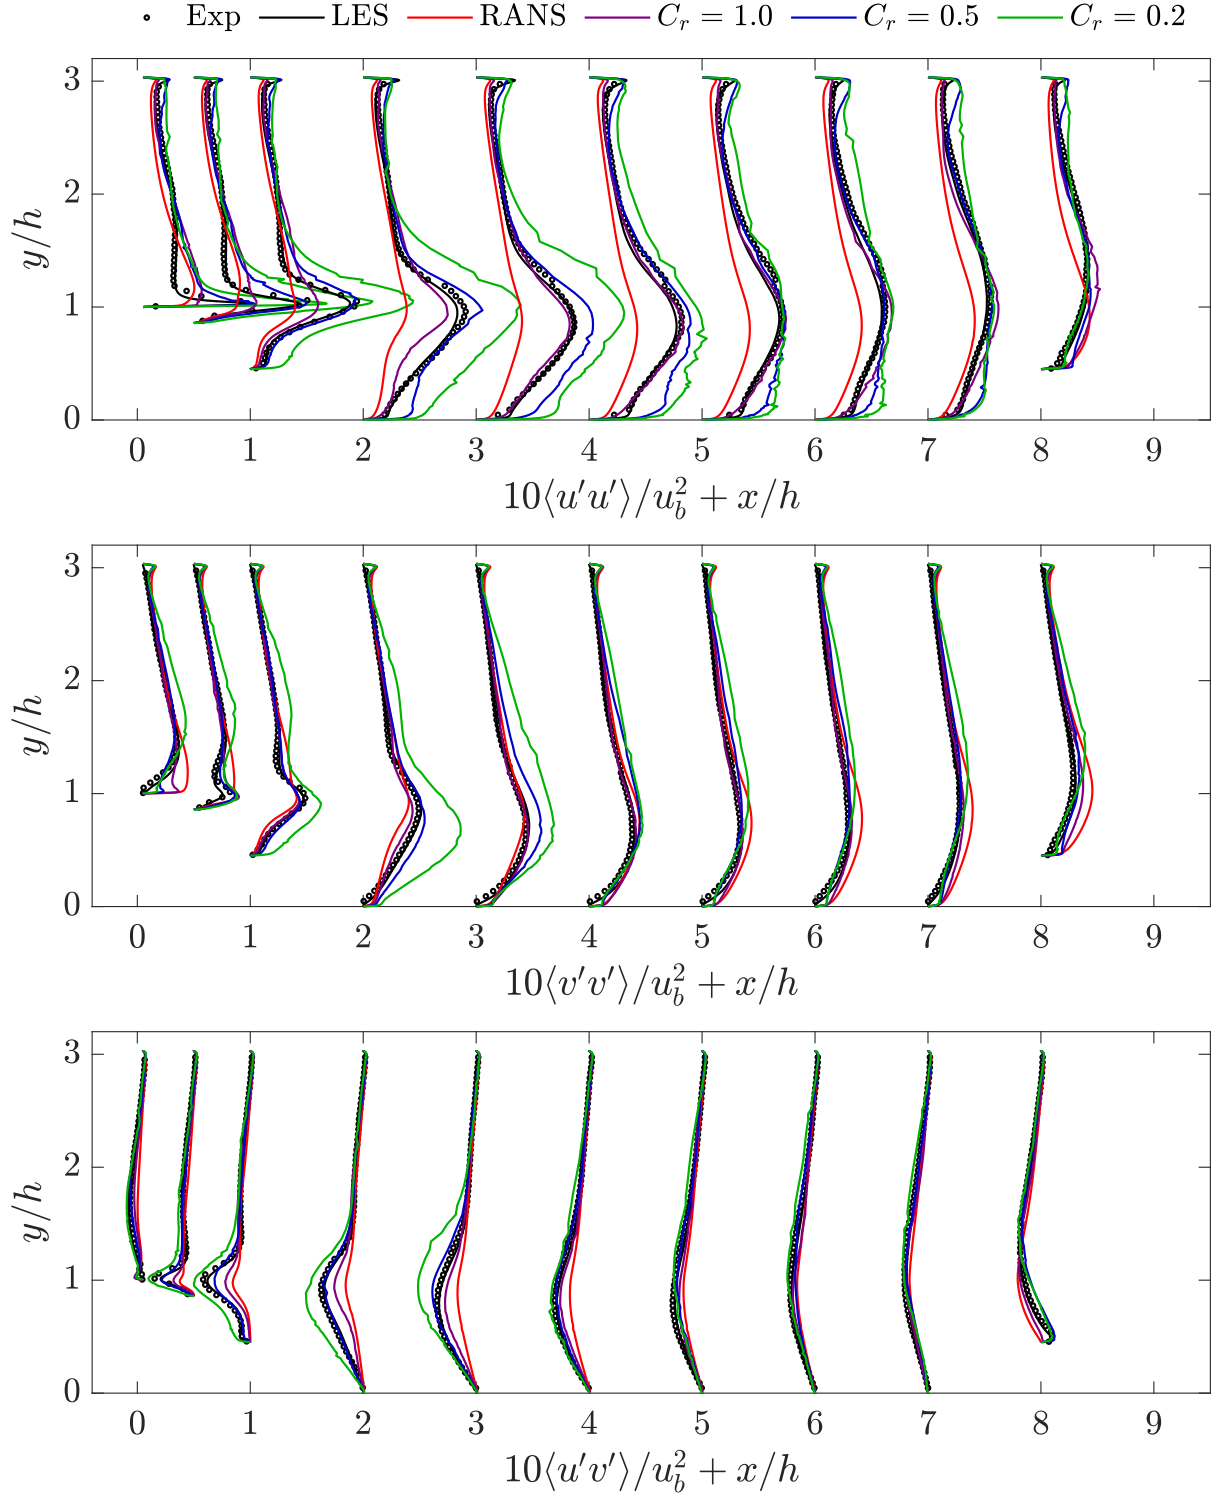 Exp LES RANS C_r = 1.0 C_r = 0.5 C_r = 0.2
3
2
1
0
y/h
0 1 2 3 4 5 6 7 8 9
10⟨u′u′⟩/u_b^2 + x/h
3
2
1
0
y/h
0 1 2 3 4 5 6 7 8 9
10⟨v′v′⟩/u_b^2 + x/h
3
2
1
0
y/h
0 1 2 3 4 5 6 7 8 9
10⟨u′v′⟩/u_b^2 + x/h